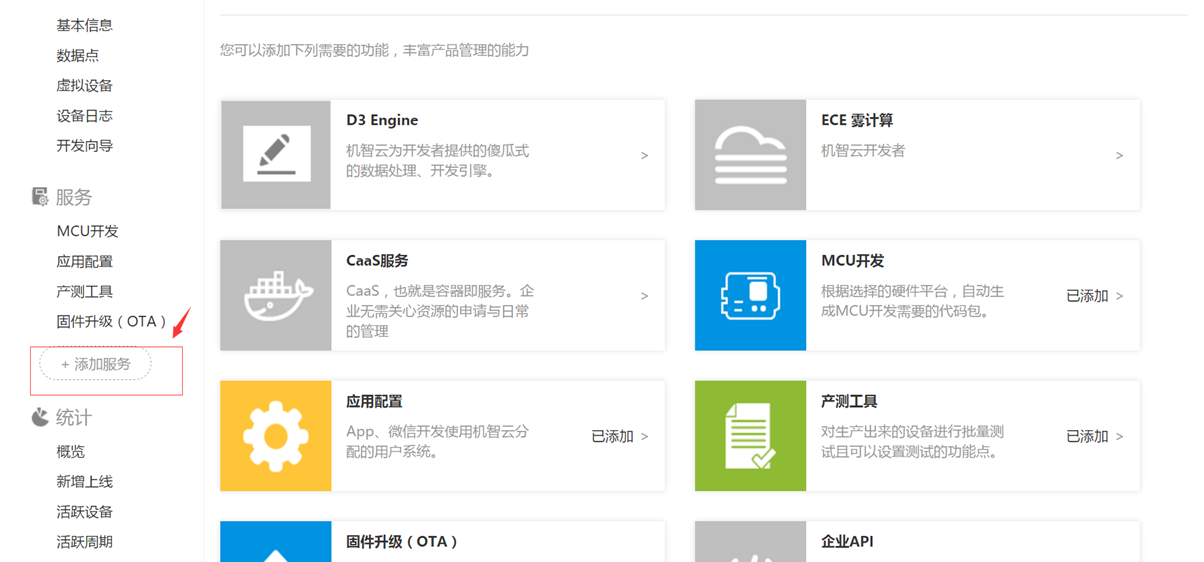 基本信息
数据点
虚拟设备
设备日志
开发向导
服务
MCU开发
应用配置
产测工具
固件升级（OTA）
+ 添加服务
统计
概览
新增上线
活跃设备
活跃周期
您可以添加下列需要的功能，丰富产品管理的能力
D3 Engine
机智云为开发者提供的傻瓜式
的数据处理、开发引擎。
>
ECE 雾计算
机智云开发者
>
CaaS服务
CaaS，也就是容器即服务。企
业无需关心资源的申请与日常
的管理
>
MCU开发
根据选择的硬件平台，自动生
成MCU开发需要的代码包。
已添加 >
应用配置
App、微信开发使用机智云分
配的用户系统。
已添加 >
产测工具
对生产出来的设备进行批量测
试且可以设置测试的功能点。
已添加 >
固件升级（OTA）
企业API